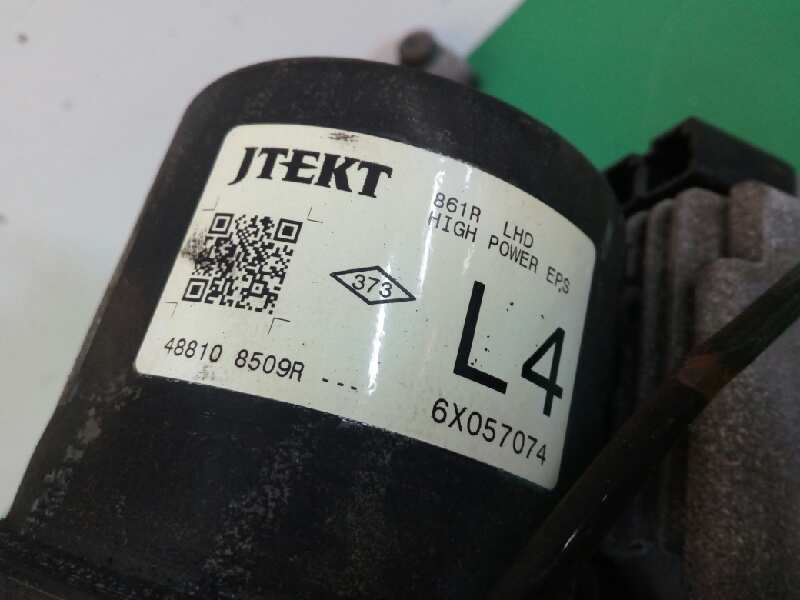 JTEKT
861R LHD
HIGH POWER EPS
373
L4
48810 8509R ---
6X057074